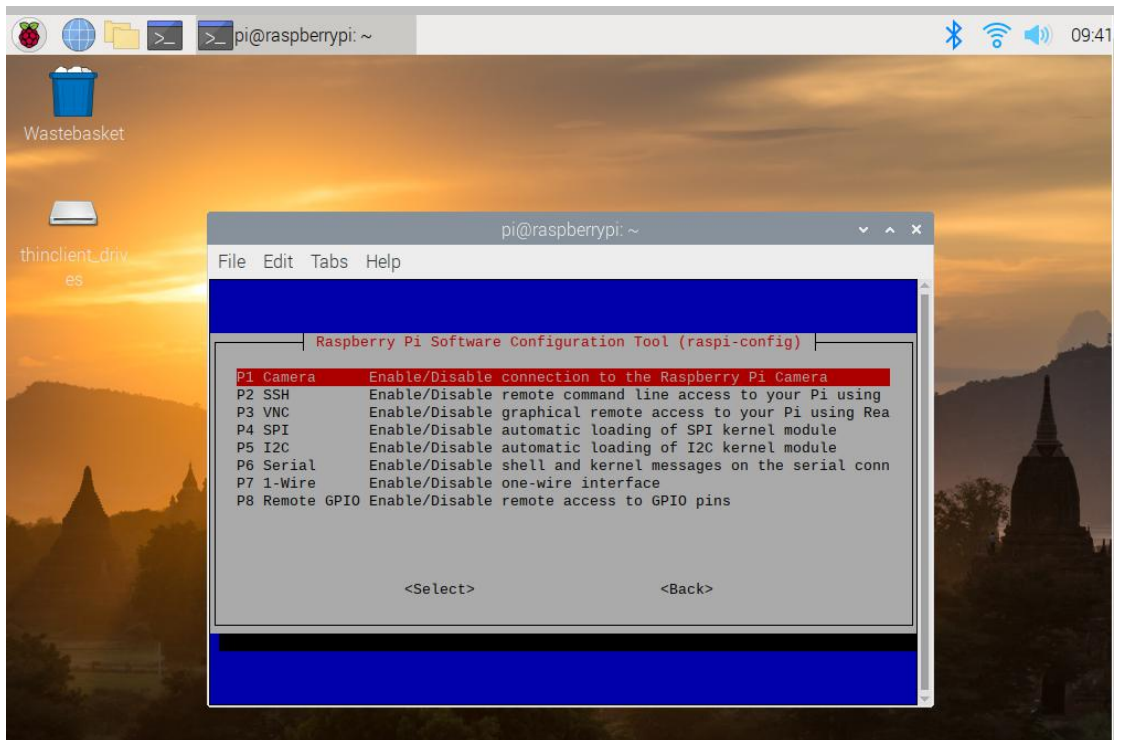 pi@raspberrypi: ~
09:41
Wastebasket
thinclient_driv
es
pi@raspberrypi: ~
File Edit Tabs Help
Raspberry Pi Software Configuration Tool (raspi-config)
P1 Camera Enable/Disable connection to the Raspberry Pi Camera
P2 SSH Enable/Disable remote command line access to your Pi using
P3 VNC Enable/Disable graphical remote access to your Pi using Rea
P4 SPI Enable/Disable automatic loading of SPI kernel module
P5 I2C Enable/Disable automatic loading of I2C kernel module
P6 Serial Enable/Disable shell and kernel messages on the serial conn
P7 1-Wire Enable/Disable one-wire interface
P8 Remote GPIO Enable/Disable remote access to GPIO pins
<Select> <Back>